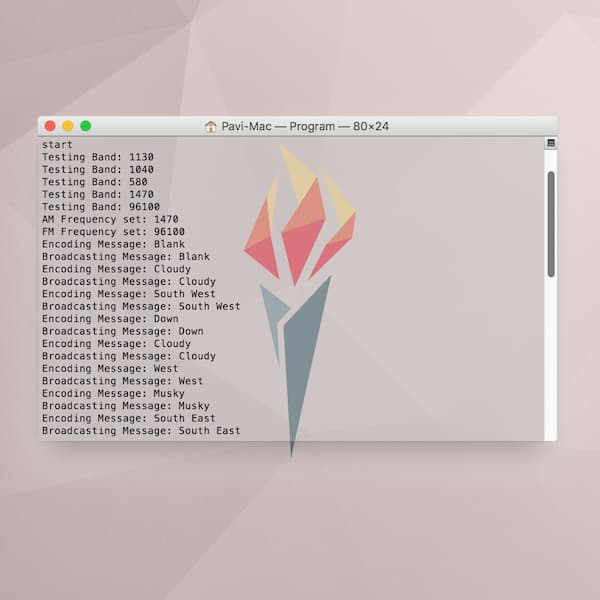 Pavi-Mac — Program — 80×24
start
Testing Band: 1130
Testing Band: 1040
Testing Band: 580
Testing Band: 1470
Testing Band: 96100
AM Frequency set: 1470
FM Frequency set: 96100
Encoding Message: Blank
Broadcasting Message: Blank
Encoding Message: Cloudy
Broadcasting Message: Cloudy
Encoding Message: South West
Broadcasting Message: South West
Encoding Message: Down
Broadcasting Message: Down
Encoding Message: Cloudy
Broadcasting Message: Cloudy
Encoding Message: West
Broadcasting Message: West
Encoding Message: Musky
Broadcasting Message: Musky
Encoding Message: South East
Broadcasting Message: South East